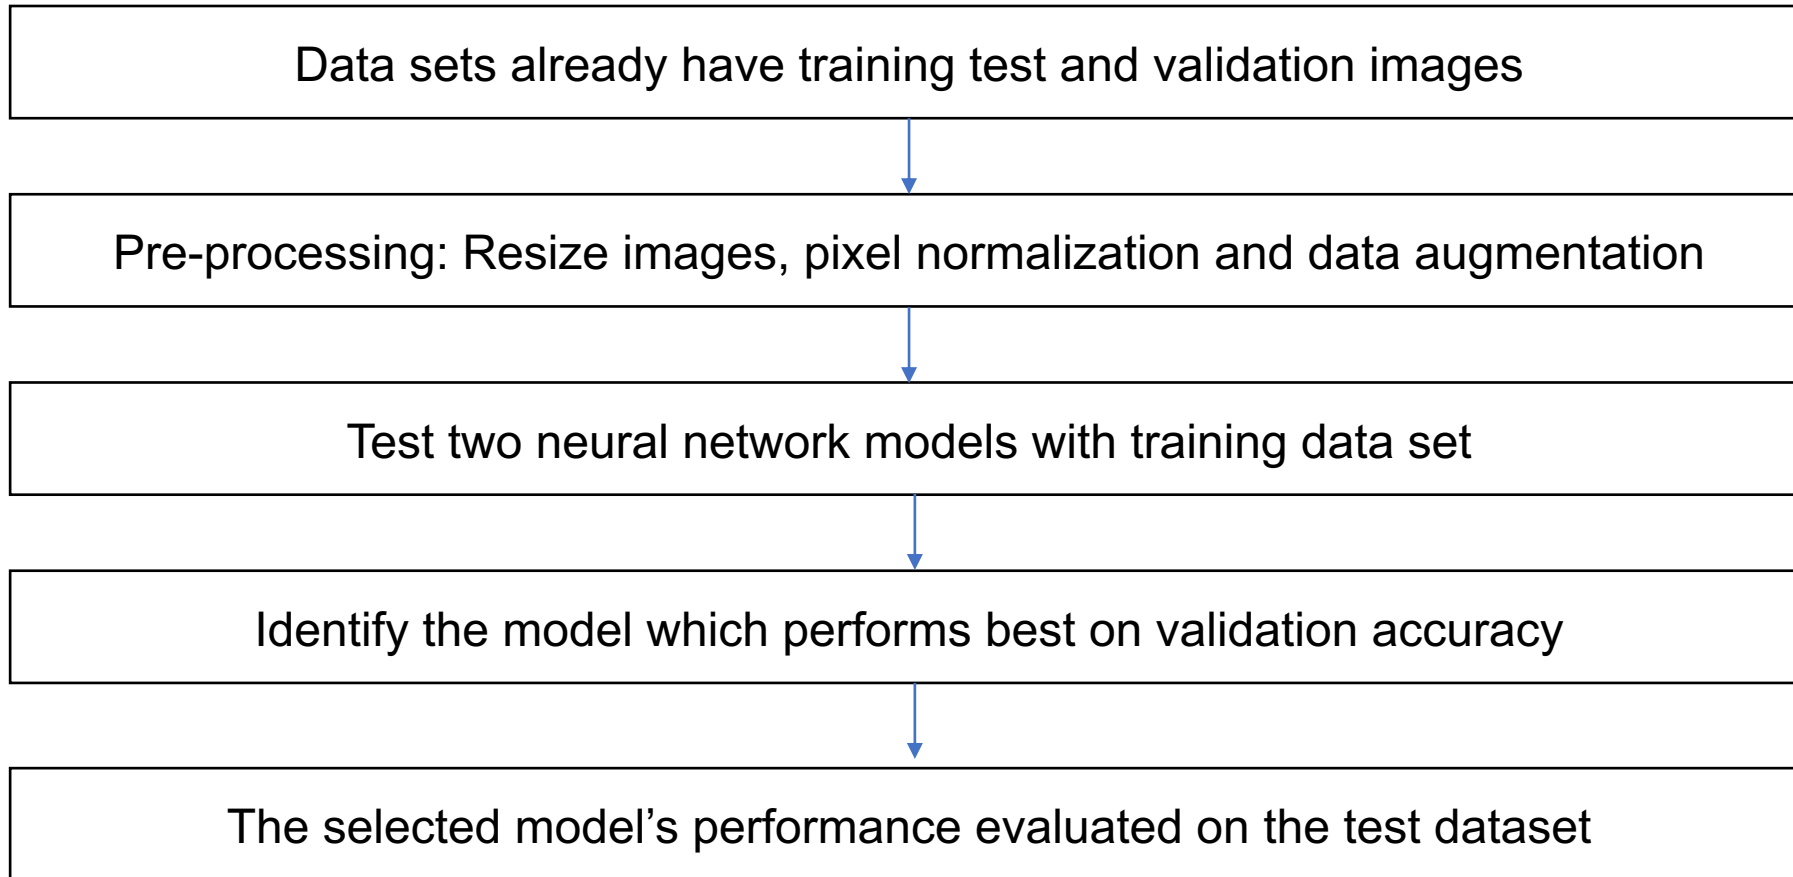 Data sets already have training test and validation images
Pre-processing: Resize images, pixel normalization and data augmentation
Test two neural network models with training data set
Identify the model which performs best on validation accuracy
The selected model’s performance evaluated on the test dataset